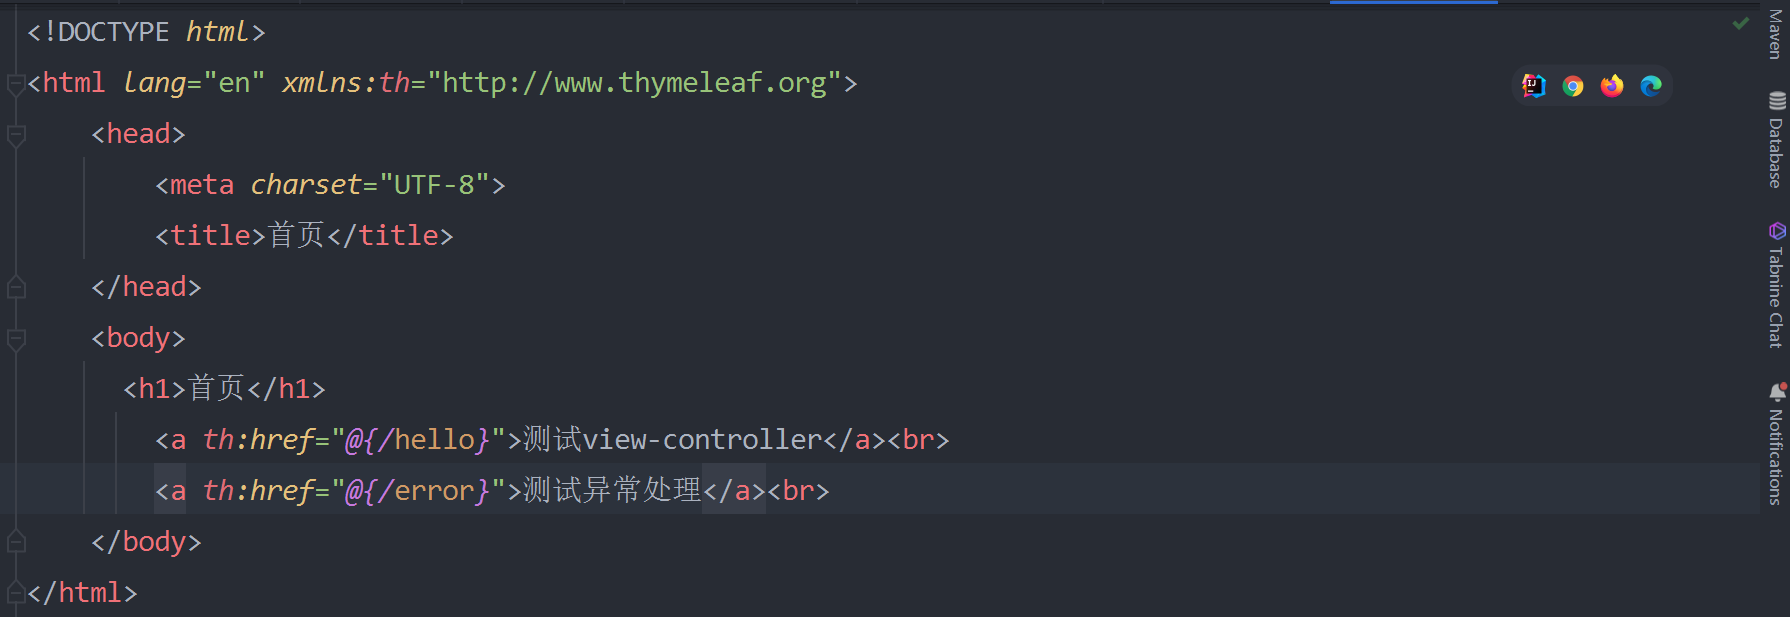 <!DOCTYPE html>
<html lang="en" xmlns:th="http://www.thymeleaf.org">
<head>
<meta charset="UTF-8">
<title>首页</title>
</head>
<body>
<h1>首页</h1>
<a th:href="@{/hello}">测试view-controller</a><br>
<a th:href="@{/error}">测试异常处理</a><br>
</body>
</html>
Maven
Database
Tabnine Chat
Notifications